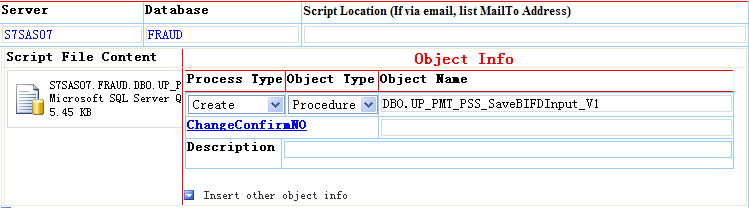 Server Database Script Location (If via email, list MailTo Address)
S7SAS07 FRAUD
Script File Content Object Info
S7SAS07.FRAUD.DBO.UP_P
Microsoft SQL Server Q
5.45 KB
Process Type Object Type Object Name
Create Procedure DBO.UP_PMT_PSS_SaveBIFDInput_V1
ChangeConfirmNO
Description
Insert other object info